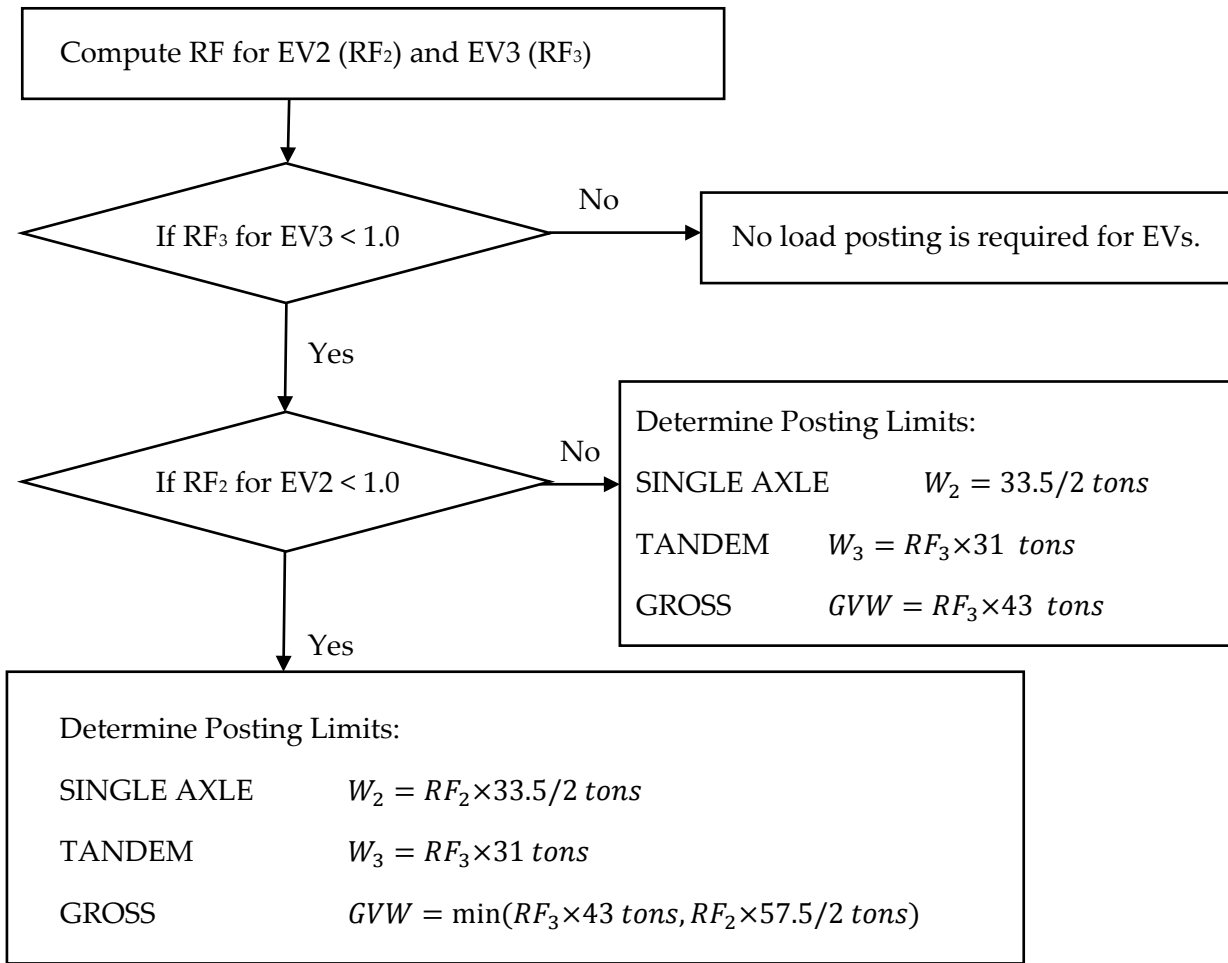 Compute RF for EV2 (RF₂) and EV3 (RF₃)
If RF₃ for EV3 < 1.0
No
No load posting is required for EVs.
Yes
If RF₂ for EV2 < 1.0
No
Determine Posting Limits:
SINGLE AXLE W₂ = 33.5/2 tons
TANDEM W₃ = RF₃×31 tons
GROSS GVW = RF₃×43 tons
Yes
Determine Posting Limits:
SINGLE AXLE W₂ = RF₂×33.5/2 tons
TANDEM W₃ = RF₃×31 tons
GROSS GVW = min(RF₃×43 tons, RF₂×57.5/2 tons)